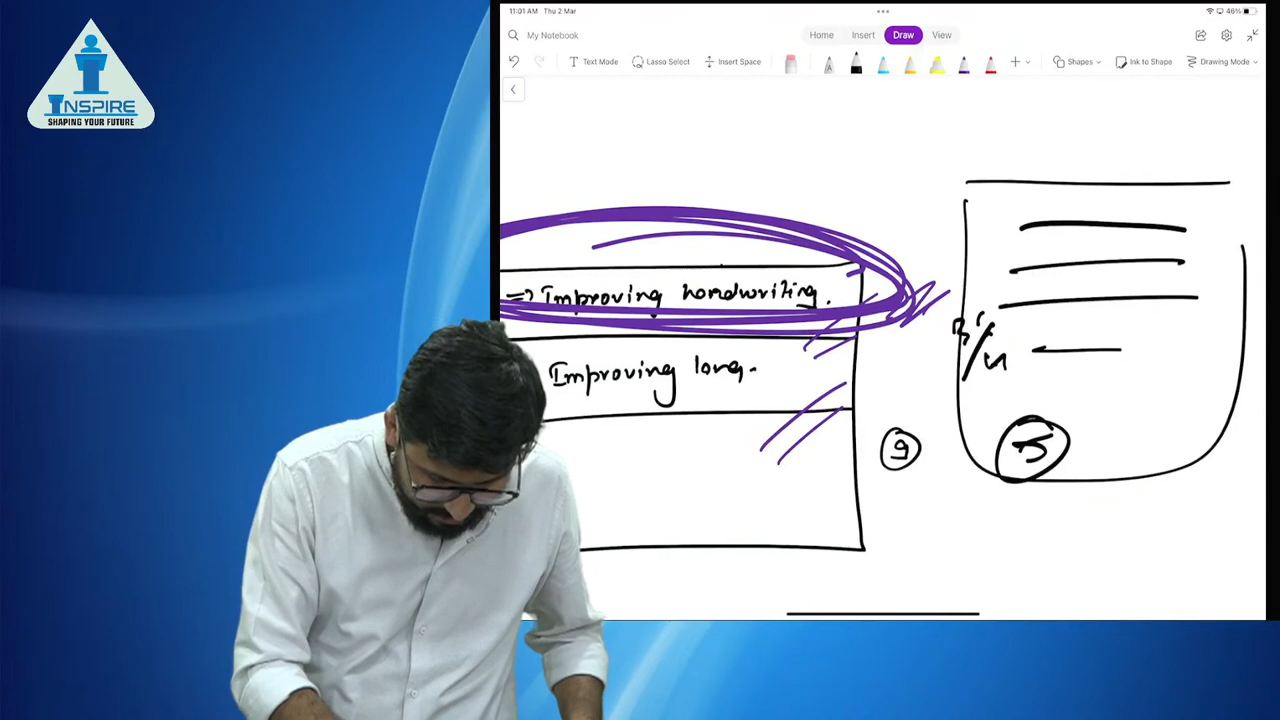 INSPIRE
SHAPING YOUR FUTURE
11:01 AM Thu 2 Mar
46%
My Notebook
Home Insert Draw View
Text Mode Lasso Select Insert Space Shapes Ink to Shape Drawing Mode
=> Improving handwriting.
Improving lang.
9